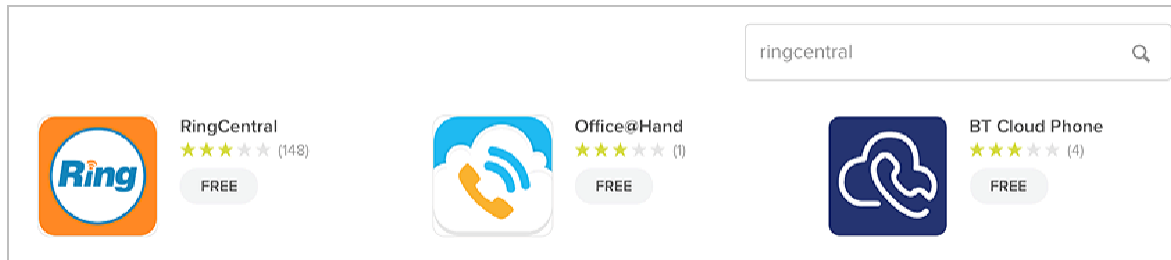 ringcentral
Ring
RingCentral
(148)
FREE
Office@Hand
(1)
FREE
BT Cloud Phone
(4)
FREE